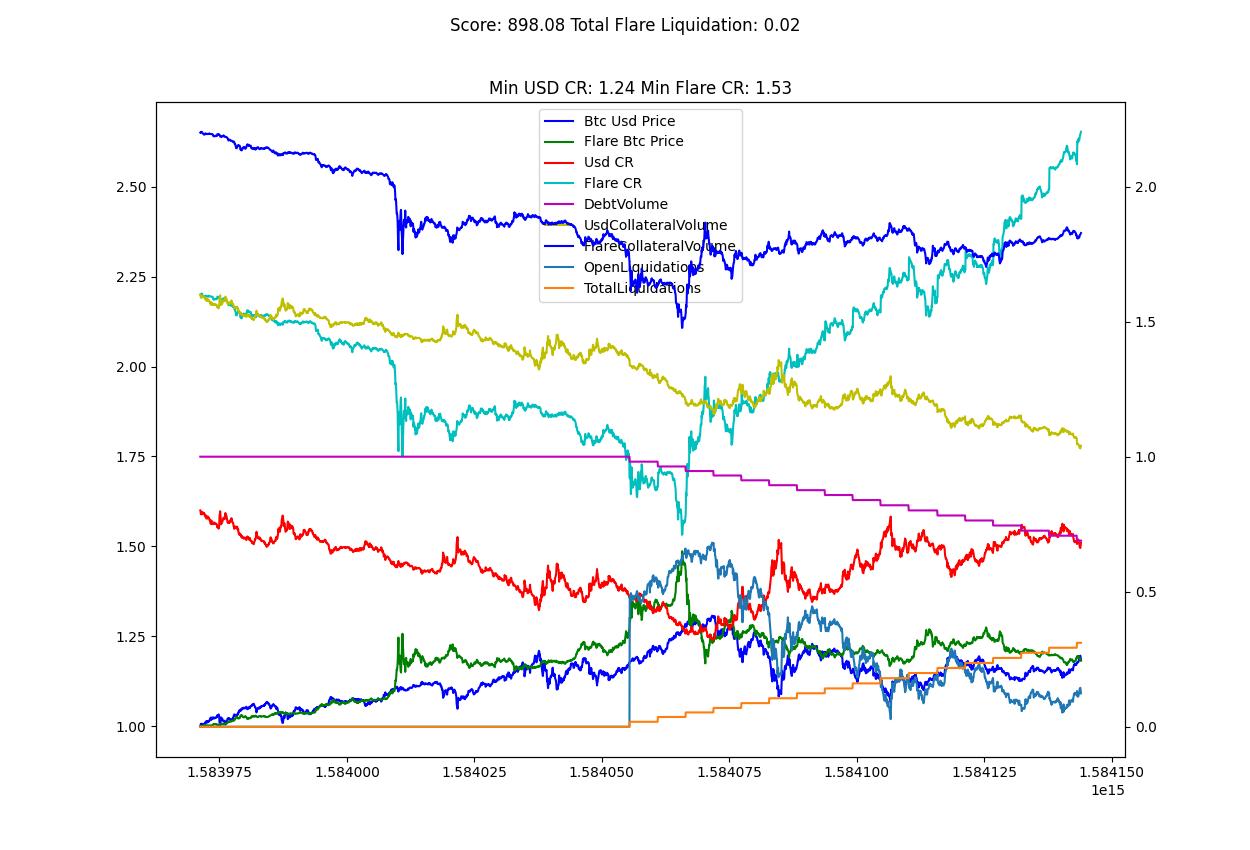 Score: 898.08 Total Flare Liquidation: 0.02
Min USD CR: 1.24 Min Flare CR: 1.53
Btc Usd Price
Flare Btc Price
Usd CR
Flare CR
DebtVolume
UsdCollateralVolume
FlareCollateralVolume
OpenLiquidations
TotalLiquidations
2.50
2.25
2.00
1.75
1.50
1.25
1.00
2.0
1.5
1.0
0.5
0.0
1.583975 1.584000 1.584025 1.584050 1.584075 1.584100 1.584125 1.584150
1e15